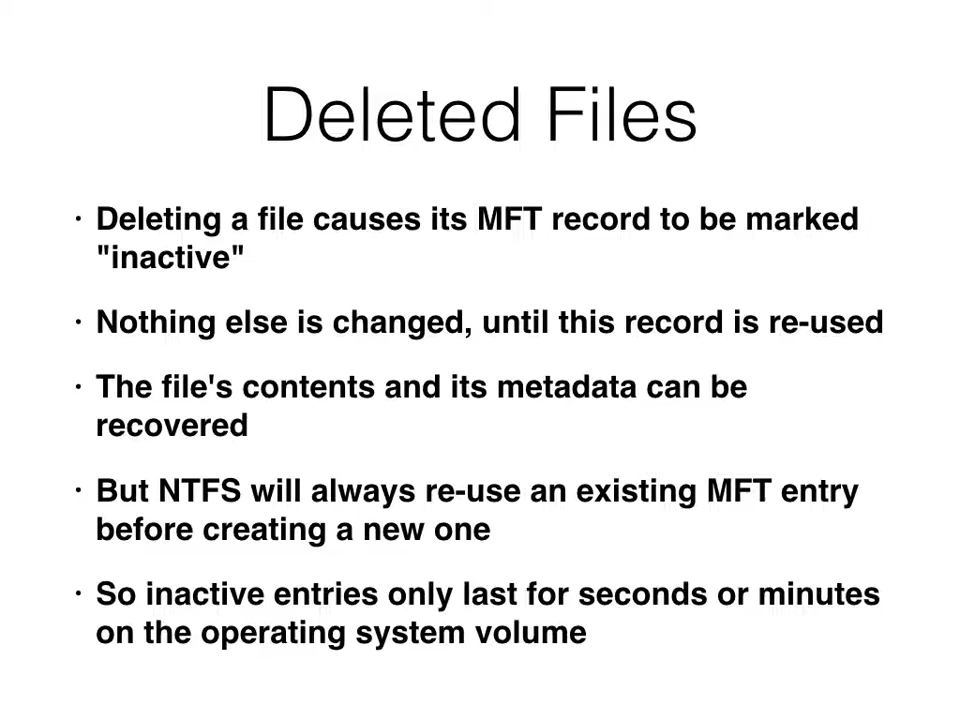 Deleted Files
· Deleting a file causes its MFT record to be marked
"inactive"
· Nothing else is changed, until this record is re-used
· The file's contents and its metadata can be
recovered
· But NTFS will always re-use an existing MFT entry
before creating a new one
· So inactive entries only last for seconds or minutes
on the operating system volume